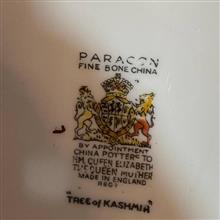 PARAGON
FINE BONE CHINA
BY APPOINTMENT
CHINA POTTERS TO
H.M. QUEEN ELIZABETH
THE QUEEN MOTHER
MADE IN ENGLAND
REGD
"TREE of KASHMIR"